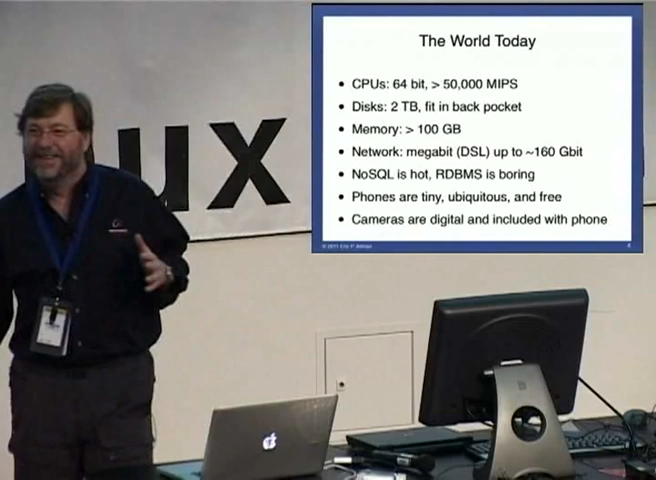 The World Today
• CPUs: 64 bit, > 50,000 MIPS
• Disks: 2 TB, fit in back pocket
• Memory: > 100 GB
• Network: megabit (DSL) up to ~160 Gbit
• NoSQL is hot, RDBMS is boring
• Phones are tiny, ubiquitous, and free
• Cameras are digital and included with phone
ux